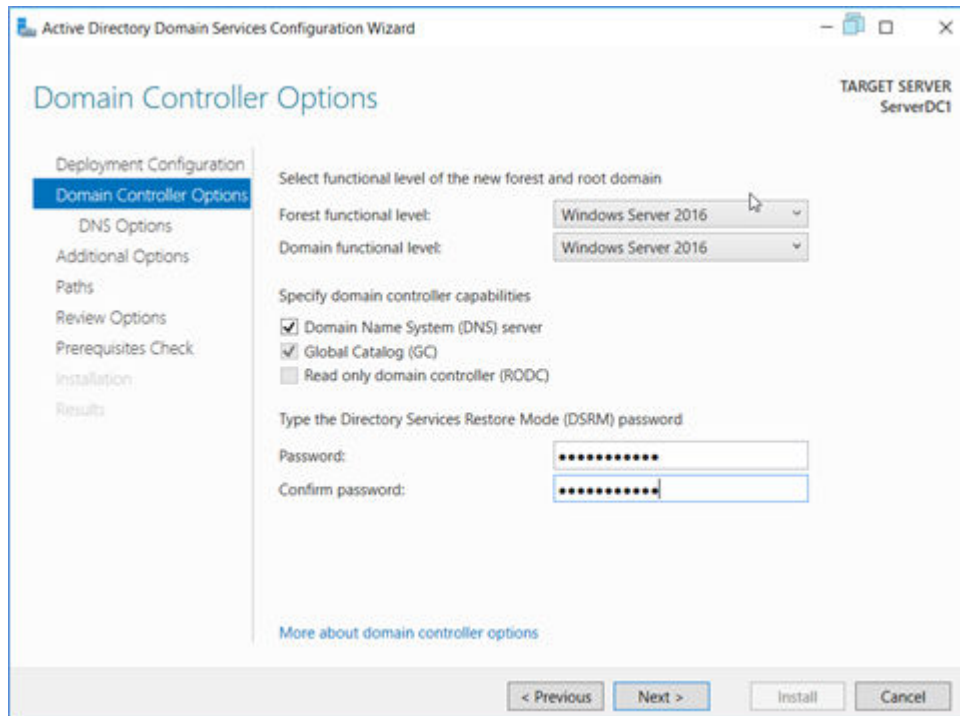 Active Directory Domain Services Configuration Wizard
Domain Controller Options
TARGET SERVER
ServerDC1
Deployment Configuration
Domain Controller Options
DNS Options
Additional Options
Paths
Review Options
Prerequisites Check
Installation
Results
Select functional level of the new forest and root domain
Forest functional level: Windows Server 2016
Domain functional level: Windows Server 2016
Specify domain controller capabilities
Domain Name System (DNS) server
Global Catalog (GC)
Read only domain controller (RODC)
Type the Directory Services Restore Mode (DSRM) password
Password: •••••••••••
Confirm password: •••••••••••
More about domain controller options
< Previous Next > Install Cancel